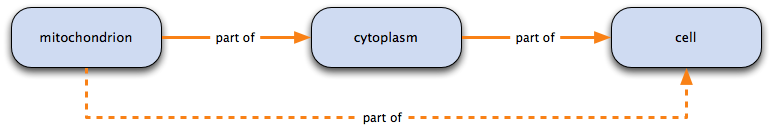 mitochondrion part of cytoplasm part of cell
part of